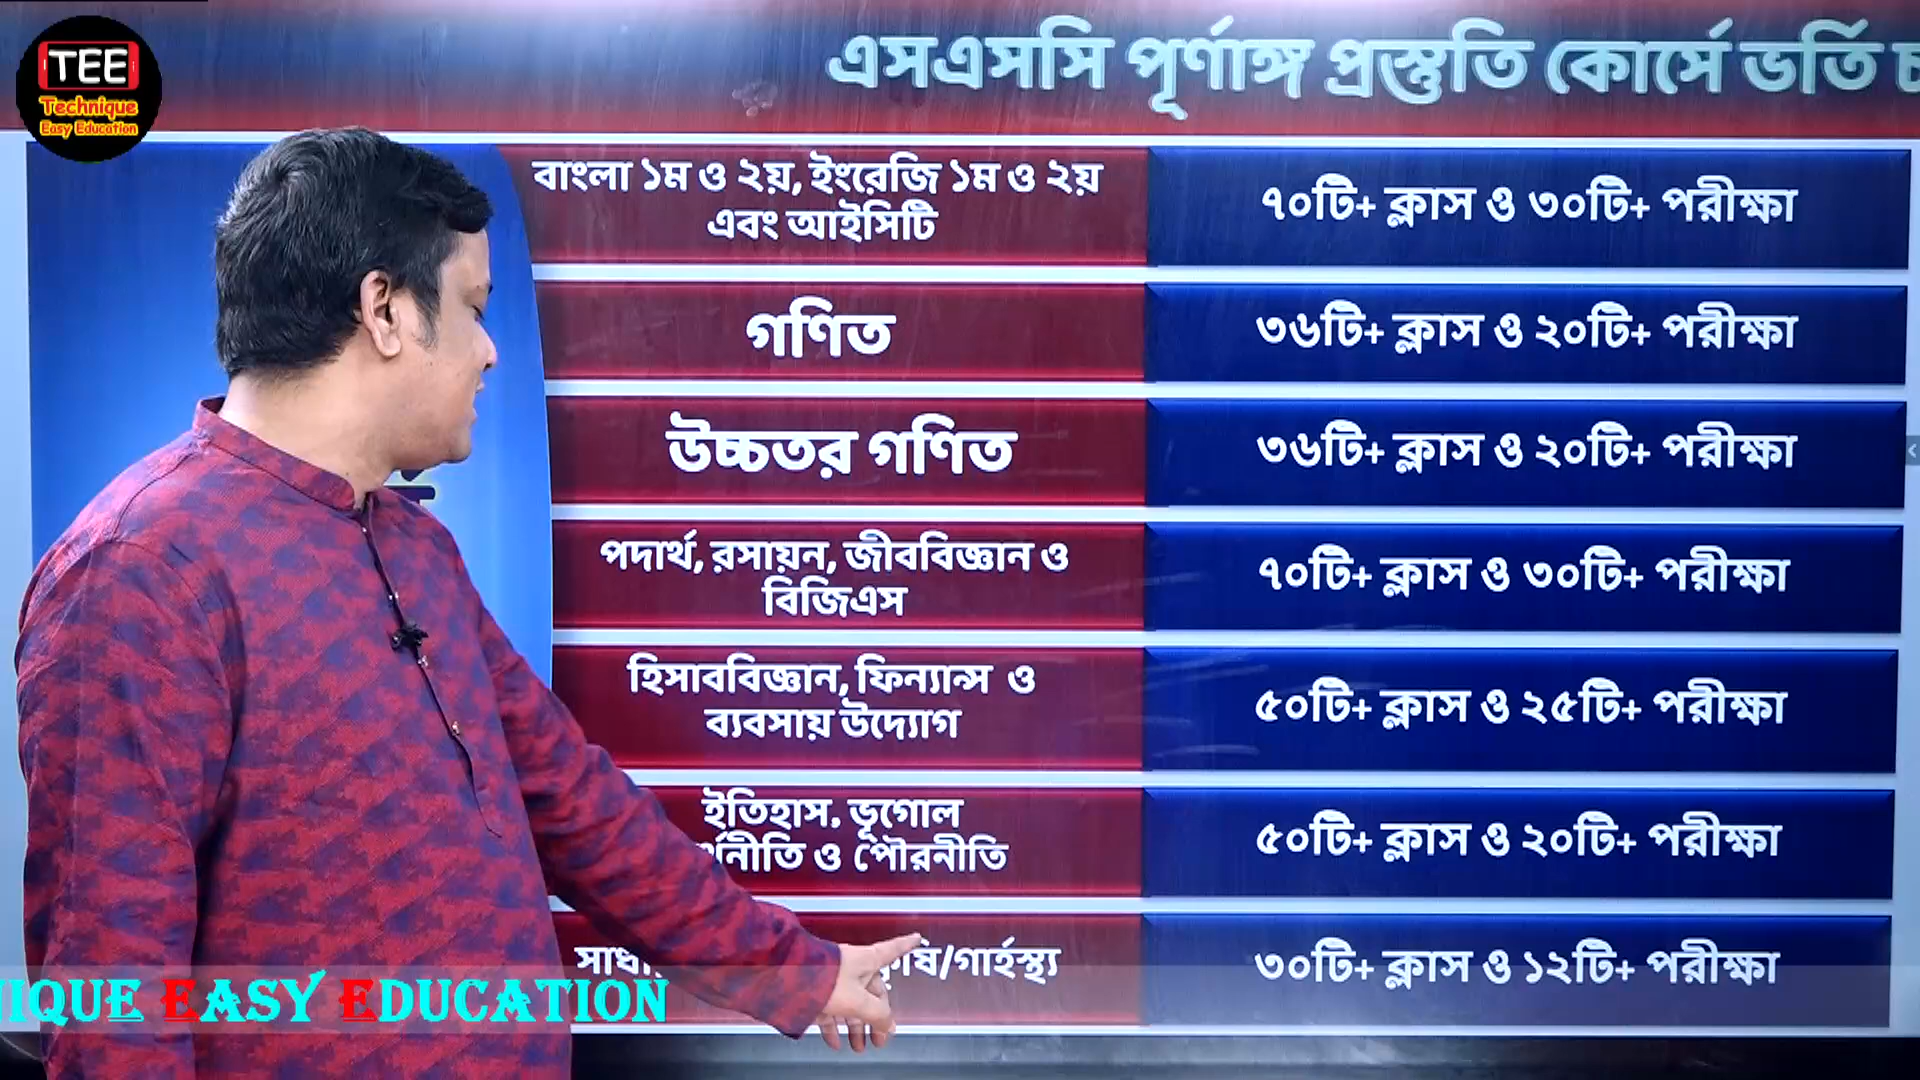 TEE
Technique
Easy Education
এসএসসি পূর্ণাঙ্গ প্রস্তুতি কোর্সে ভর্তি
বাংলা ১ম ও ২য়, ইংরেজি ১ম ও ২য়
এবং আইসিটি
৭০টি+ ক্লাস ও ৩০টি+ পরীক্ষা
গণিত
৩৬টি+ ক্লাস ও ২০টি+ পরীক্ষা
উচ্চতর গণিত
৩৬টি+ ক্লাস ও ২০টি+ পরীক্ষা
পদার্থ, রসায়ন, জীববিজ্ঞান ও
বিজিএস
৭০টি+ ক্লাস ও ৩০টি+ পরীক্ষা
হিসাববিজ্ঞান, ফিন্যান্স ও
ব্যবসায় উদ্যোগ
৫০টি+ ক্লাস ও ২৫টি+ পরীক্ষা
ইতিহাস. ভূগোল
ও পৌরনীতি
৫০টি+ ক্লাস ও ২০টি+ পরীক্ষা
/গার্হস্থ্য
৩০টি+ ক্লাস ও ১২টি+ পরীক্ষা
EASY EDUCATION